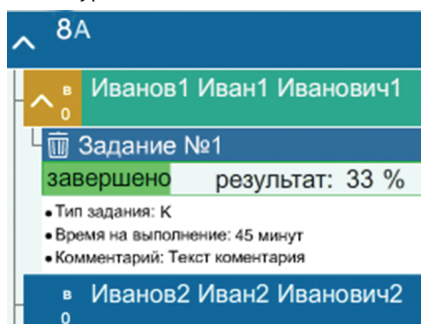 8А
в
0
Иванов1 Иван1 Иванович1
Задание №1
завершено результат: 33 %
• Тип задания: К
• Время на выполнение: 45 минут
• Комментарий: Текст коментария
в
0
Иванов2 Иван2 Иванович2